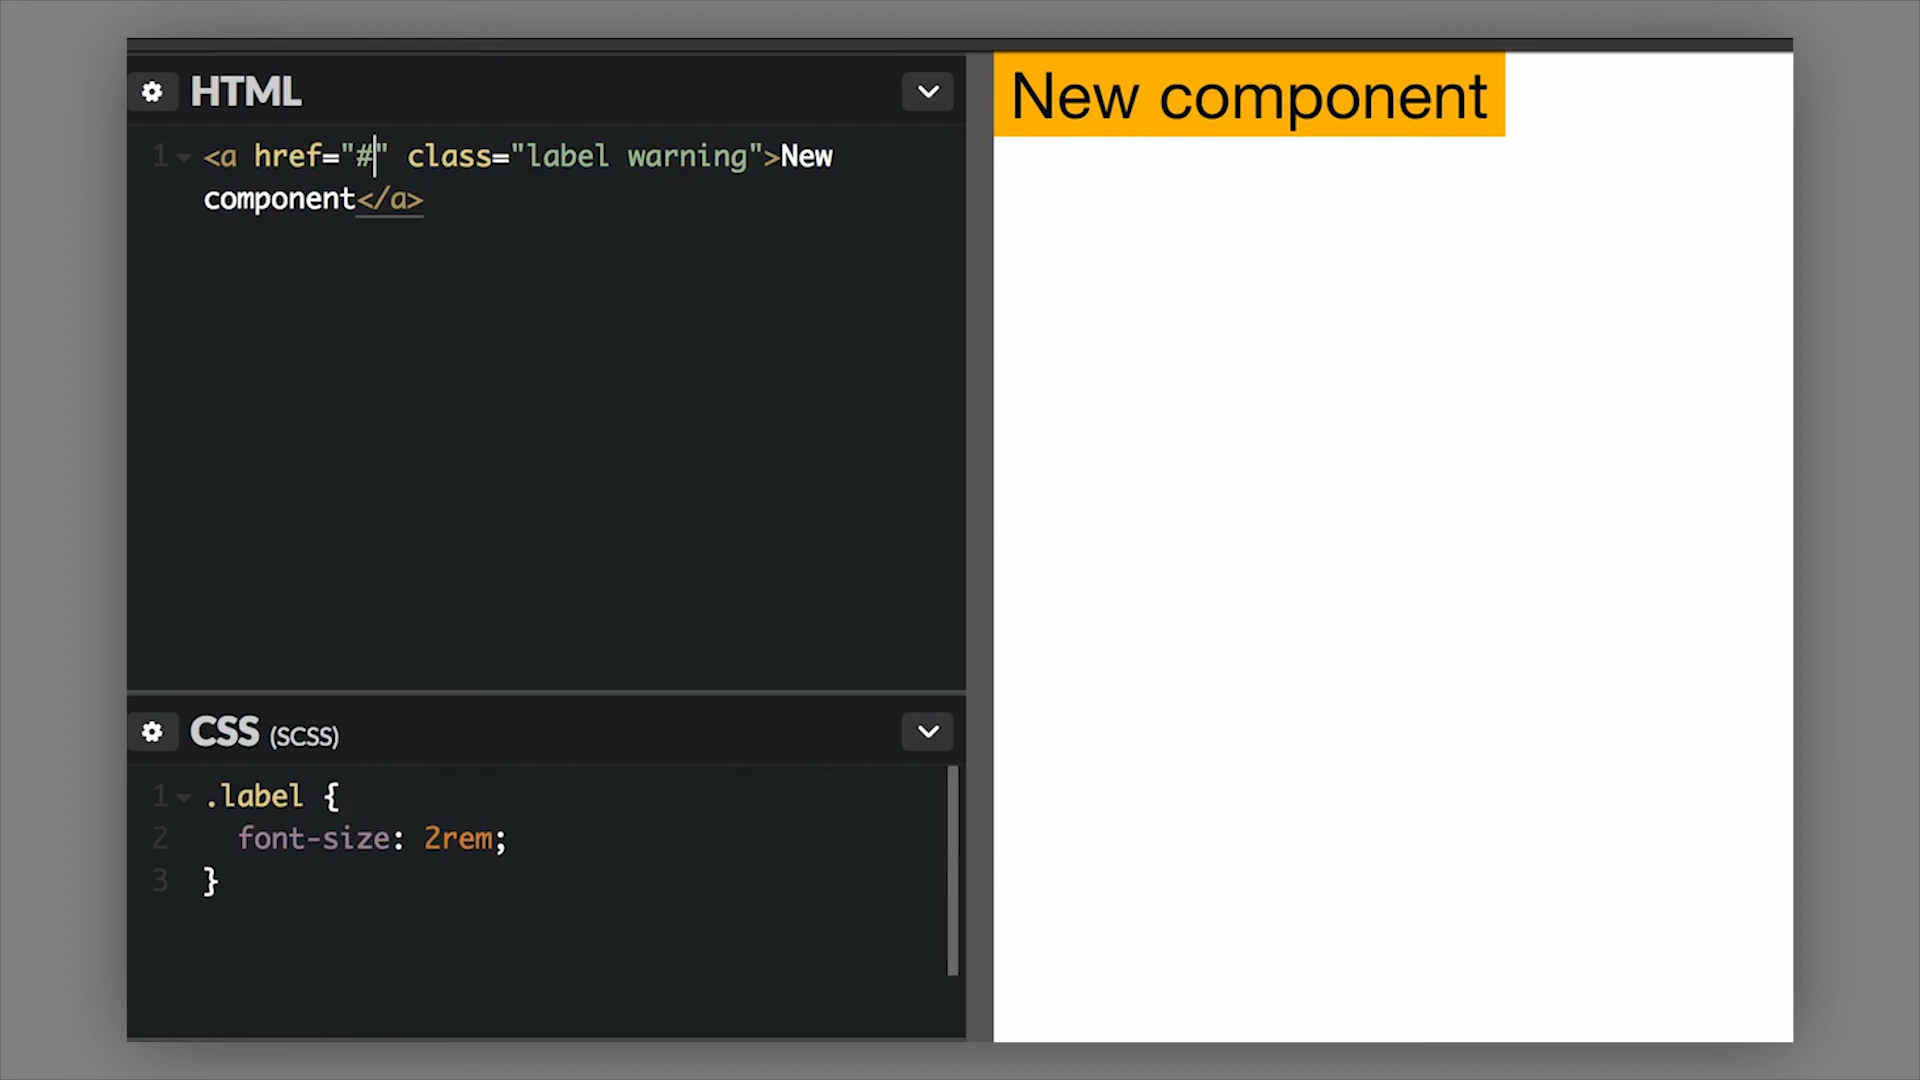 HTML
1 <a href="#" class="label warning">New
component</a>
CSS (SCSS)
1 .label {
2 font-size: 2rem;
3 }
New component